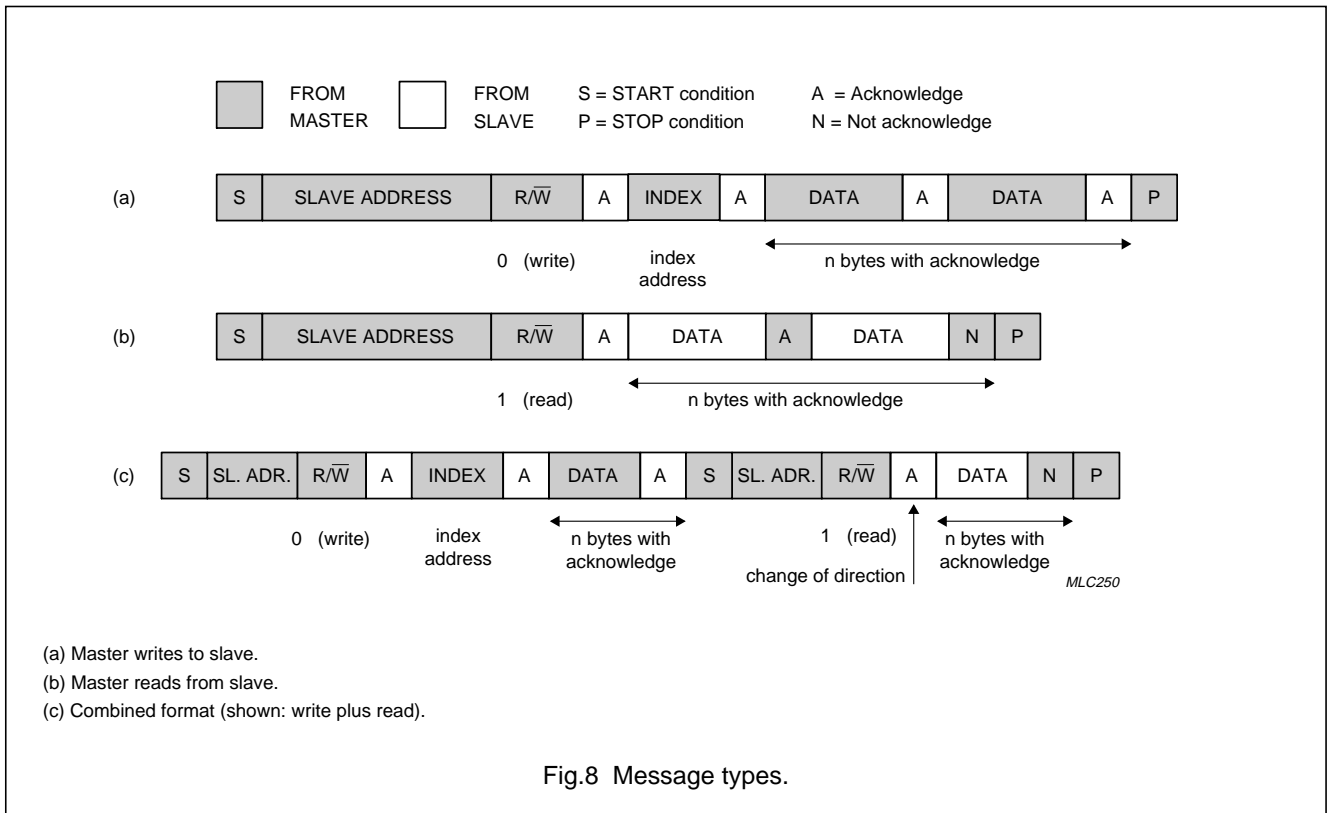 FROM MASTER
FROM SLAVE
S = START condition
P = STOP condition
A = Acknowledge
N = Not acknowledge
(a) S SLAVE ADDRESS R/W̅ A INDEX A DATA A DATA A P
0 (write)
index address
n bytes with acknowledge
(b) S SLAVE ADDRESS R/W̅ A DATA A DATA N P
1 (read)
n bytes with acknowledge
(c) S SL. ADR. R/W̅ A INDEX A DATA A S SL. ADR. R/W̅ A DATA N P
0 (write)
index address
n bytes with acknowledge
1 (read)
change of direction
n bytes with acknowledge
MLC250
(a) Master writes to slave.
(b) Master reads from slave.
(c) Combined format (shown: write plus read).
Fig.8 Message types.